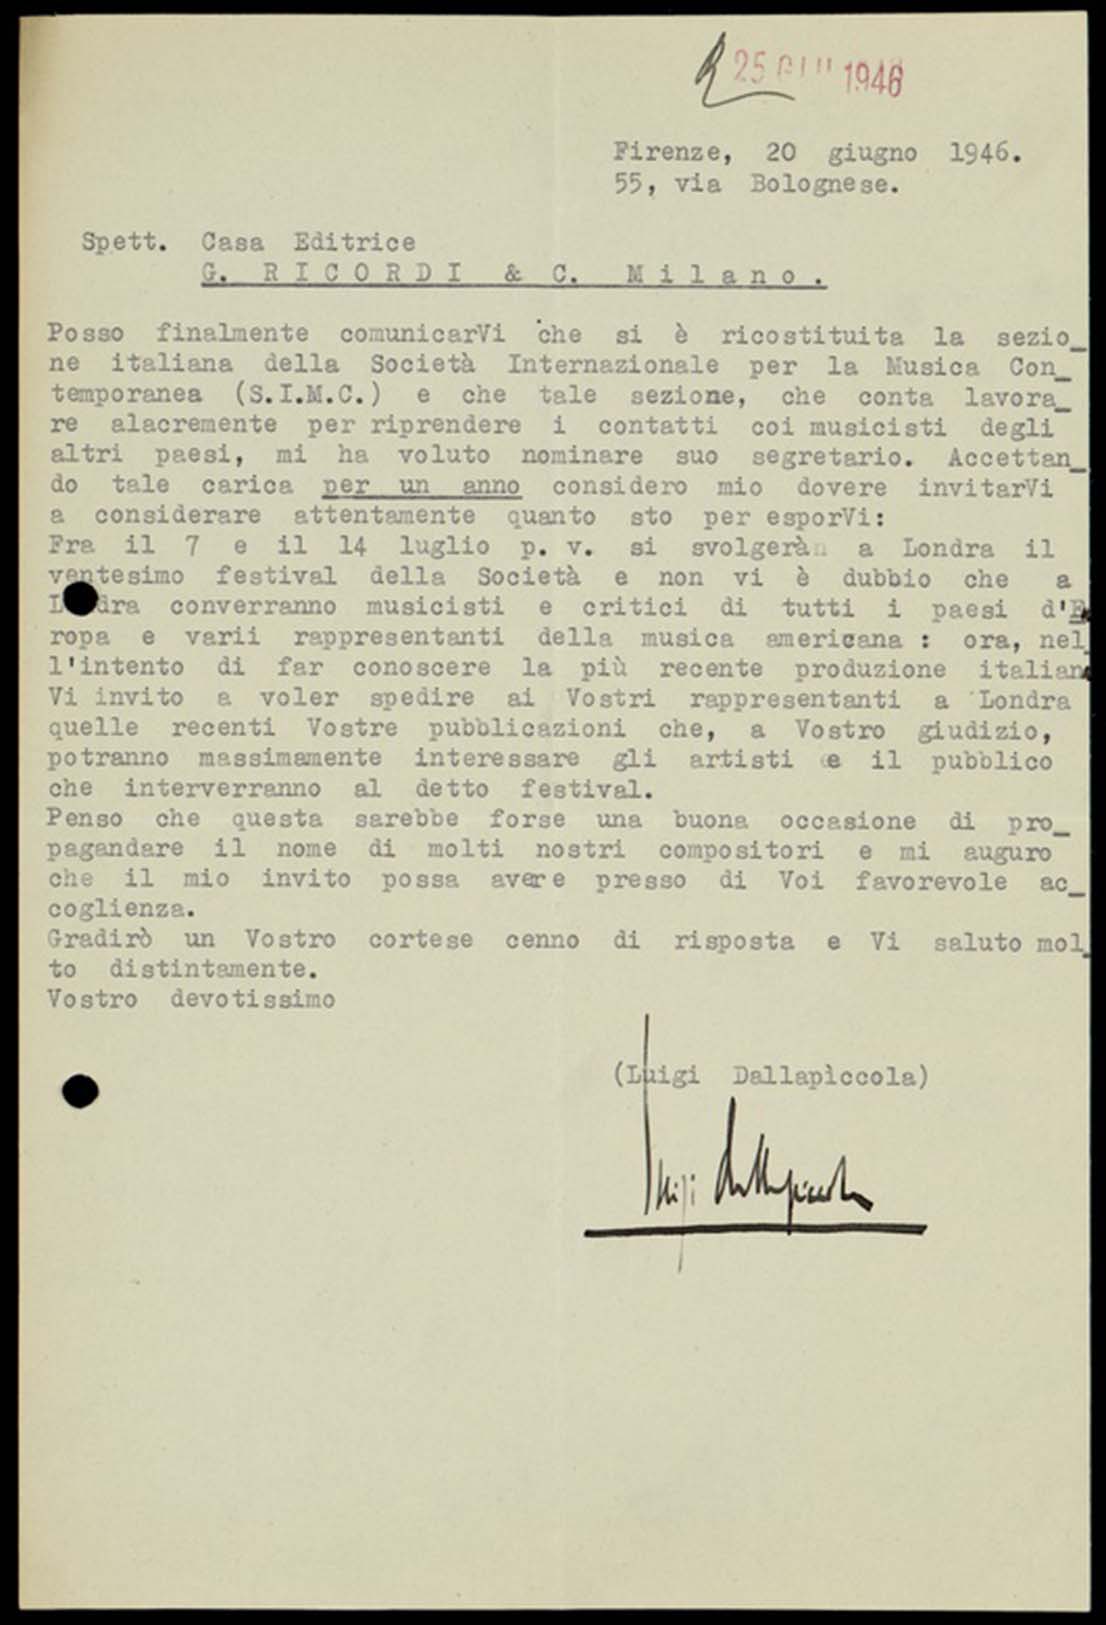 R 25 GIU 1946
Firenze, 20 giugno 1946.
55, via Bolognese.
Spett. Casa Editrice
G. RICORDI & C. Milano.
Posso finalmente comunicarVi che si è ricostituita la sezio_
ne italiana della Società Internazionale per la Musica Con_
temporanea (S.I.M.C.) e che tale sezione, che conta lavora_
re alacremente per riprendere i contatti coi musicisti degli
altri paesi, mi ha voluto nominare suo segretario. Accettan_
do tale carica per un anno considero mio dovere invitarVi
a considerare attentamente quanto sto per esporVi:
Fra il 7 e il 14 luglio p. v. si svolgerà a Londra il
ventesimo festival della Società e non vi è dubbio che a
L dra converranno musicisti e critici di tutti i paesi d'E
ropa e varii rappresentanti della musica americana : ora, nel_
l'intento di far conoscere la più recente produzione italian
Vi invito a voler spedire ai Vostri rappresentanti a Londra
quelle recenti Vostre pubblicazioni che, a Vostro giudizio,
potranno massimamente interessare gli artisti e il pubblico
che interverranno al detto festival.
Penso che questa sarebbe forse una buona occasione di pro_
pagandare il nome di molti nostri compositori e mi auguro
che il mio invito possa avere presso di Voi favorevole ac_
coglienza.
Gradirò un Vostro cortese cenno di risposta e Vi saluto mol_
to distintamente.
Vostro devotissimo
(Luigi Dallapìccola)
Luigi Dallapiccola